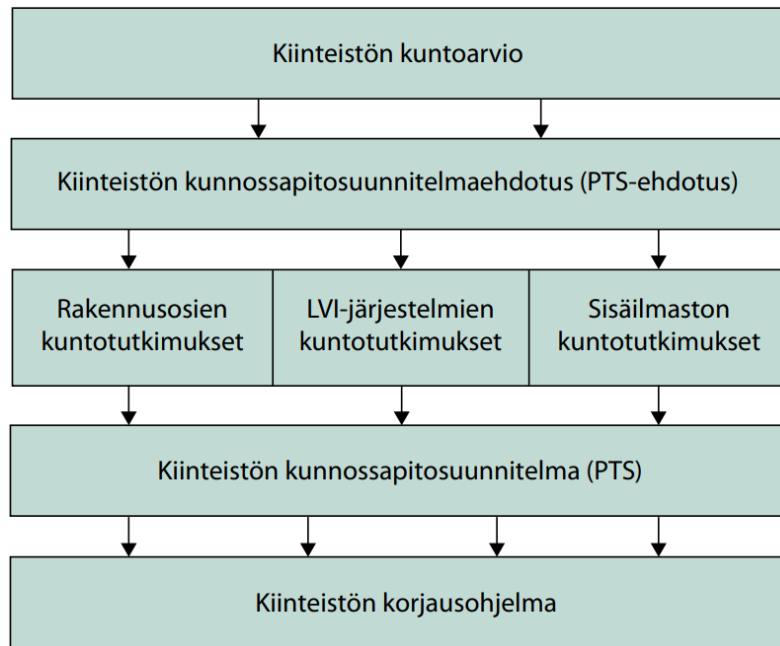 Kiinteistön kuntoarvio
Kiinteistön kunnossapitosuunnitelmaehdotus (PTS-ehdotus)
Rakennusosien
kuntotutkimukset
LVI-järjestelmien
kuntotutkimukset
Sisäilmaston
kuntotutkimukset
Kiinteistön kunnossapitosuunnitelma (PTS)
Kiinteistön korjausohjelma